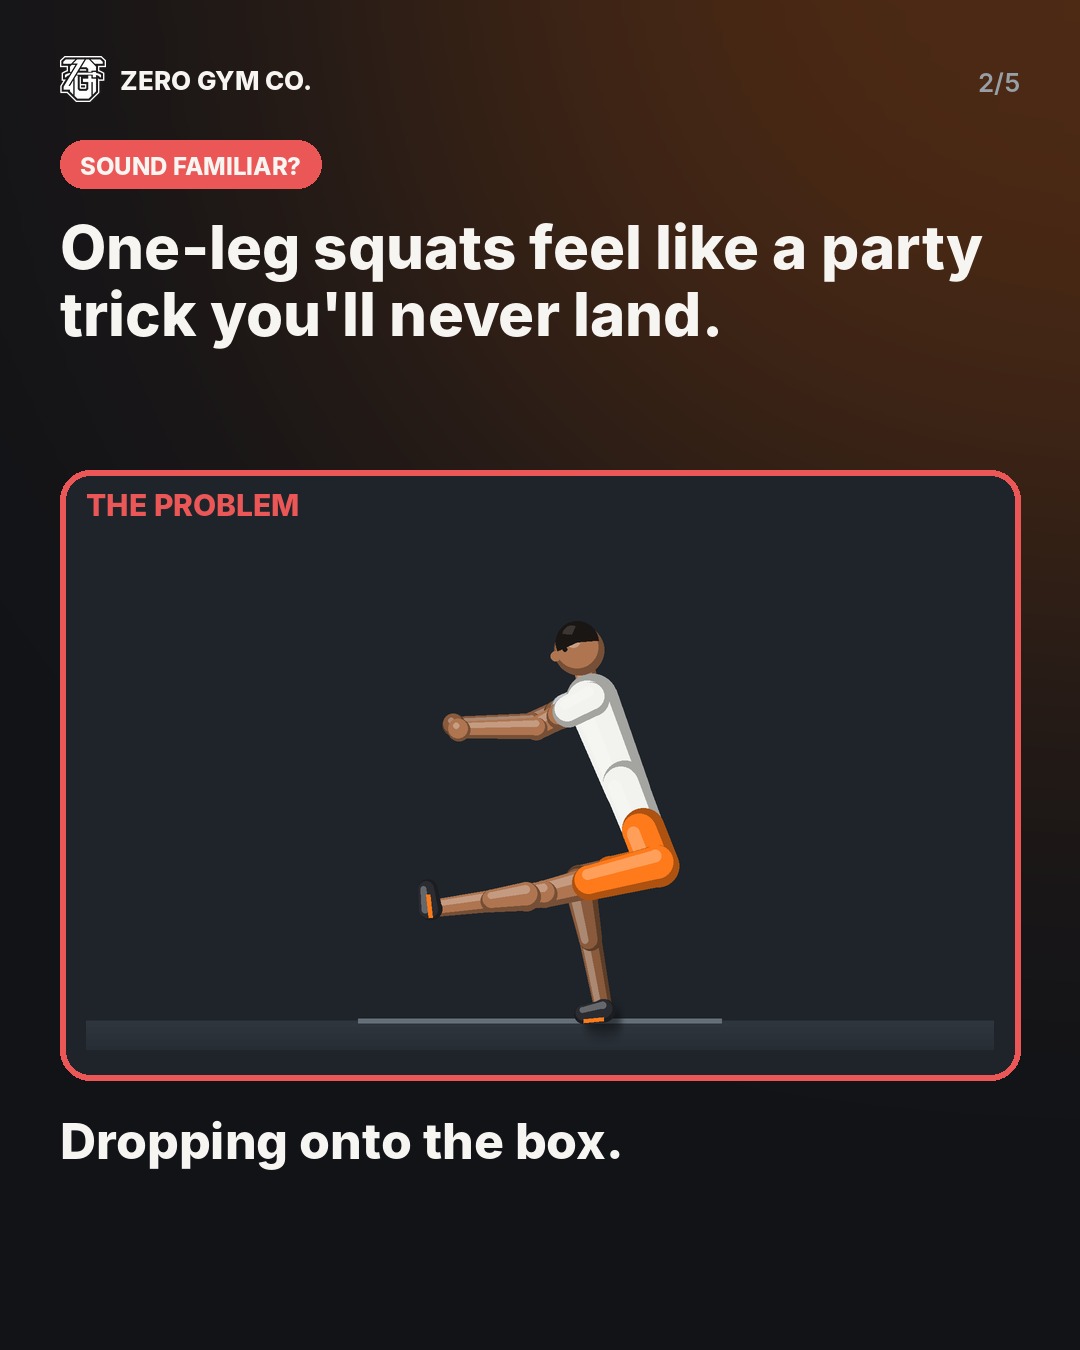 ZERO GYM CO.
2/5
SOUND FAMILIAR?
One-leg squats feel like a party
trick you'll never land.
THE PROBLEM
Dropping onto the box.